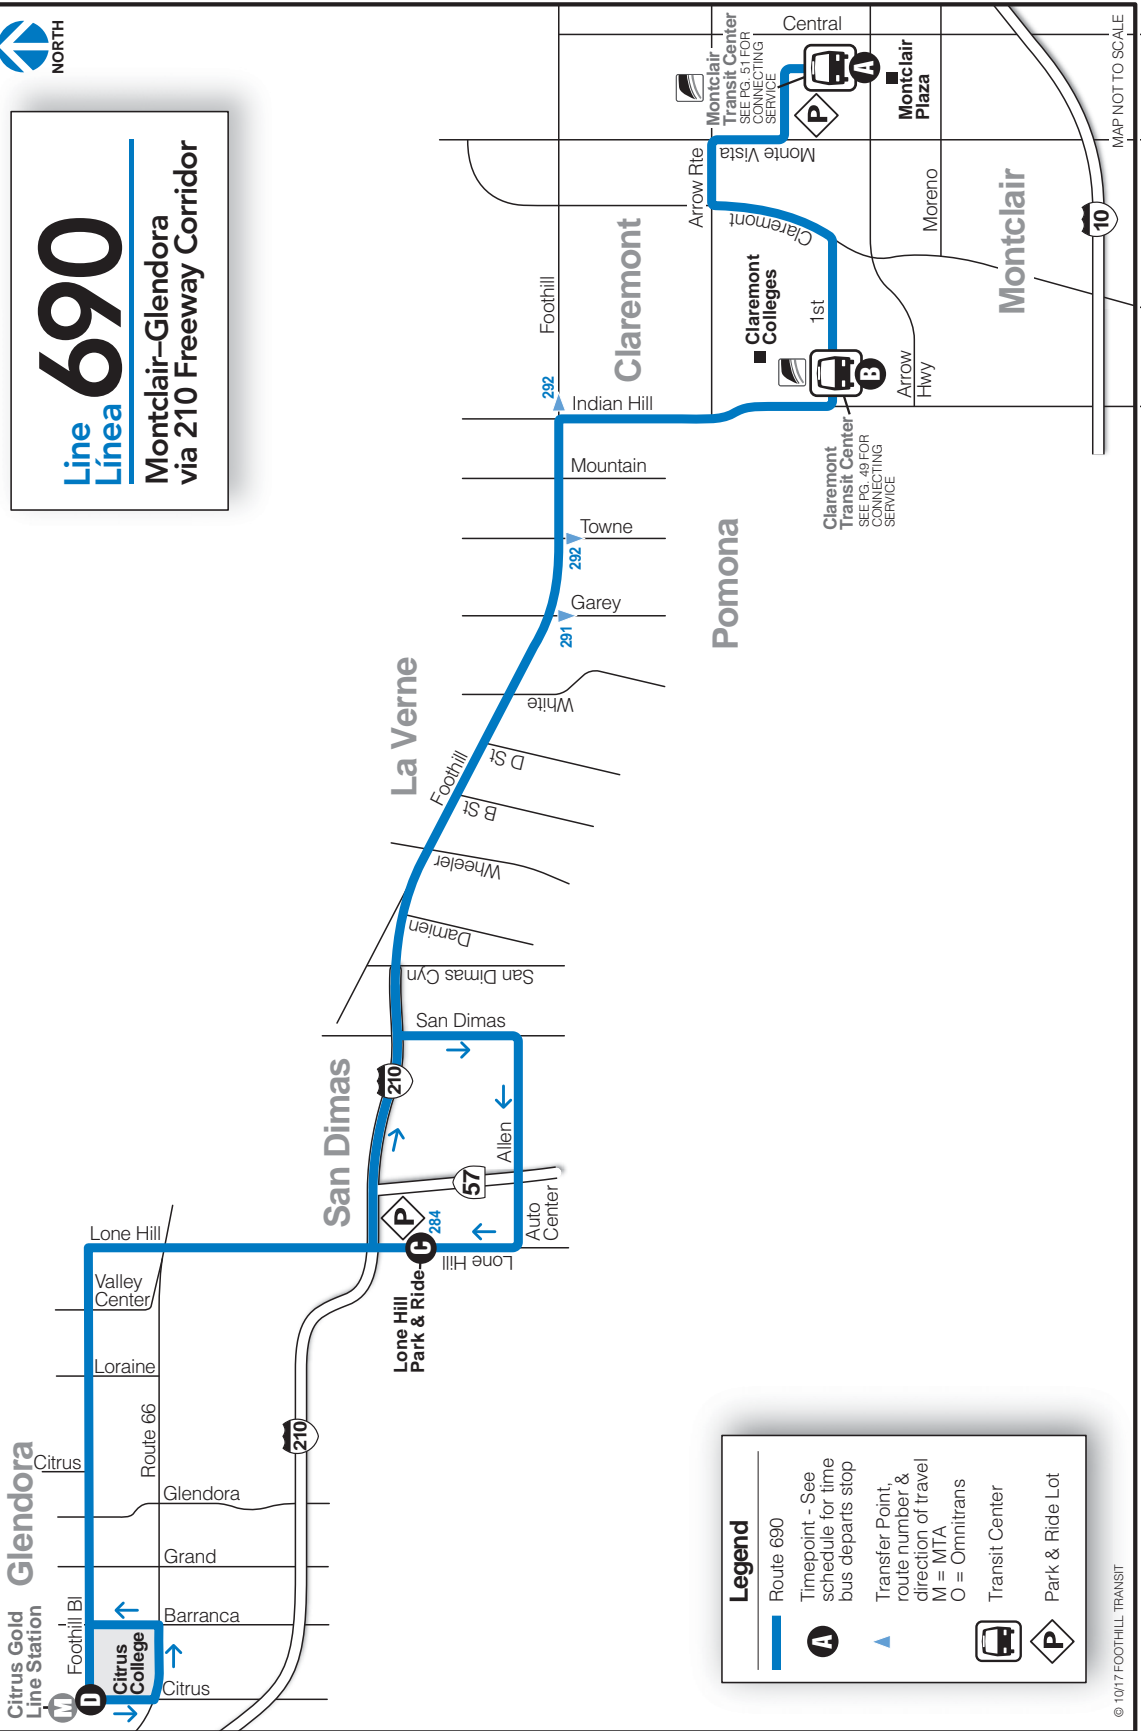 NORTH
Line
Línea
690
Montclair–Glendora
via 210 Freeway Corridor
Citrus Gold
Line Station
M
D
Glendora
Foothill Bl
Citrus
College
Citrus
Barranca
Grand
Glendora
Citrus
Route 66
Loraine
Valley
Center
Lone Hill
210
Lone Hill
Park & Ride
C
P
284
Lone Hill
Auto
Center
57
Allen
San Dimas
210
San Dimas
San Dimas Cyn
Damien
Wheeler
La Verne
Foothill
B St
D St
White
Garey
291
Towne
292
Mountain
Indian Hill
292
Foothill
Pomona
Claremont
Claremont
Transit Center
SEE PG. 49 FOR
CONNECTING
SERVICE
B
Claremont
Colleges
1st
Arrow
Hwy
Claremont
Arrow Rte
Monte Vista
Montclair
Transit Center
SEE PG. 51 FOR
CONNECTING
SERVICE
P
A
Montclair
Plaza
Central
Moreno
Montclair
10
MAP NOT TO SCALE
Legend
Route 690
A
Timepoint - See
schedule for time
bus departs stop
Transfer Point,
route number &
direction of travel
M = MTA
O = Omnitrans
Transit Center
P
Park & Ride Lot
© 10/17 FOOTHILL TRANSIT